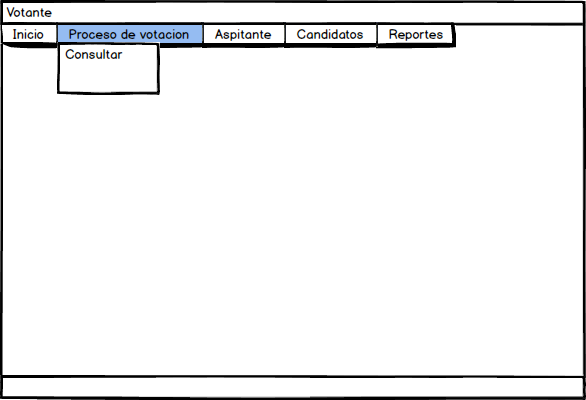 Votante
Inicio Proceso de votacion Aspitante Candidatos Reportes
Consultar